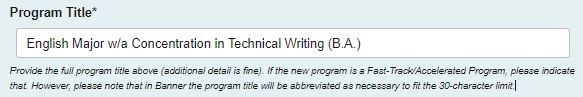 Program Title*
English Major w/a Concentration in Technical Writing (B.A.)
Provide the full program title above (additional detail is fine). If the new program is a Fast-Track/Accelerated Program, please indicate
that. However, please note that in Banner the program title will be abbreviated as necessary to fit the 30-character limit.